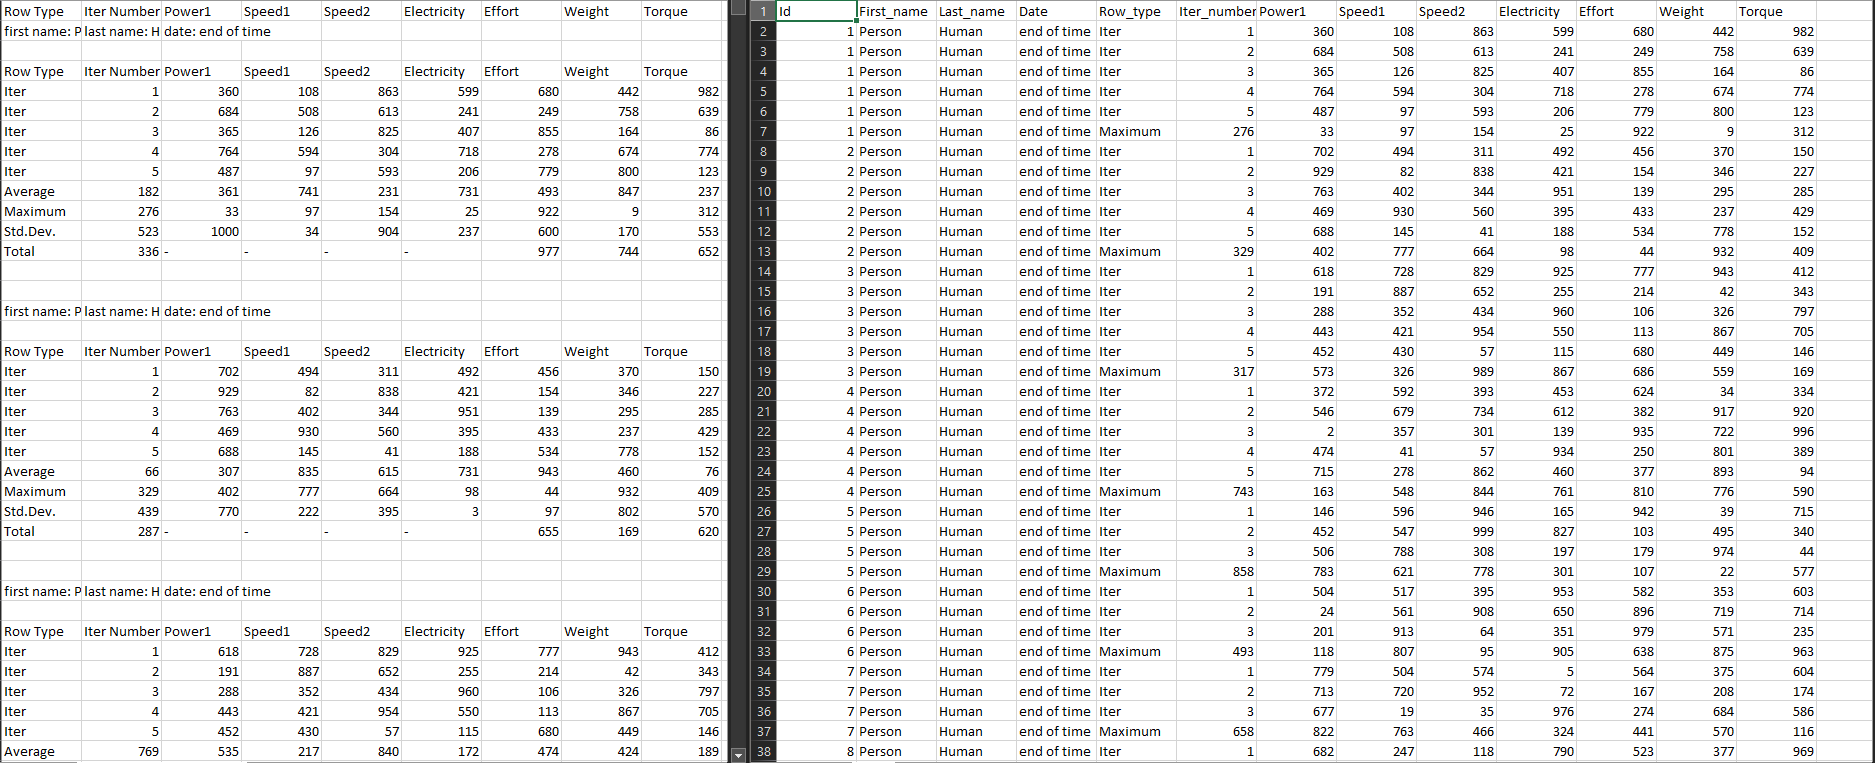 Row Type Iter Number Power1 Speed1 Speed2 Electricity Effort Weight Torque
first name: P last name: H date: end of time
Row Type Iter Number Power1 Speed1 Speed2 Electricity Effort Weight Torque
Iter 1 360 108 863 599 680 442 982
Iter 2 684 508 613 241 249 758 639
Iter 3 365 126 825 407 855 164 86
Iter 4 764 594 304 718 278 674 774
Iter 5 487 97 593 206 779 800 123
Average 182 361 741 231 731 493 847 237
Maximum 276 33 97 154 25 922 9 312
Std.Dev. 523 1000 34 904 237 600 170 553
Total 336 - - - - 977 744 652
first name: P last name: H date: end of time
Row Type Iter Number Power1 Speed1 Speed2 Electricity Effort Weight Torque
Iter 1 702 494 311 492 456 370 150
Iter 2 929 82 838 421 154 346 227
Iter 3 763 402 344 951 139 295 285
Iter 4 469 930 560 395 433 237 429
Iter 5 688 145 41 188 534 778 152
Average 66 307 835 615 731 943 460 76
Maximum 329 402 777 664 98 44 932 409
Std.Dev. 439 770 222 395 3 97 802 570
Total 287 - - - - 655 169 620
first name: P last name: H date: end of time
Row Type Iter Number Power1 Speed1 Speed2 Electricity Effort Weight Torque
Iter 1 618 728 829 925 777 943 412
Iter 2 191 887 652 255 214 42 343
Iter 3 288 352 434 960 106 326 797
Iter 4 443 421 954 550 113 867 705
Iter 5 452 430 57 115 680 449 146
Average 769 535 217 840 172 474 424 189
1 Id First_name Last_name Date Row_type Iter_number Power1 Speed1 Speed2 Electricity Effort Weight Torque
2 1 Person Human end of time Iter 1 360 108 863 599 680 442 982
3 1 Person Human end of time Iter 2 684 508 613 241 249 758 639
4 1 Person Human end of time Iter 3 365 126 825 407 855 164 86
5 1 Person Human end of time Iter 4 764 594 304 718 278 674 774
6 1 Person Human end of time Iter 5 487 97 593 206 779 800 123
7 1 Person Human end of time Maximum 276 33 97 154 25 922 9 312
8 2 Person Human end of time Iter 1 702 494 311 492 456 370 150
9 2 Person Human end of time Iter 2 929 82 838 421 154 346 227
10 2 Person Human end of time Iter 3 763 402 344 951 139 295 285
11 2 Person Human end of time Iter 4 469 930 560 395 433 237 429
12 2 Person Human end of time Iter 5 688 145 41 188 534 778 152
13 2 Person Human end of time Maximum 329 402 777 664 98 44 932 409
14 3 Person Human end of time Iter 1 618 728 829 925 777 943 412
15 3 Person Human end of time Iter 2 191 887 652 255 214 42 343
16 3 Person Human end of time Iter 3 288 352 434 960 106 326 797
17 3 Person Human end of time Iter 4 443 421 954 550 113 867 705
18 3 Person Human end of time Iter 5 452 430 57 115 680 449 146
19 3 Person Human end of time Maximum 317 573 326 989 867 686 559 169
20 4 Person Human end of time Iter 1 372 592 393 453 624 34 334
21 4 Person Human end of time Iter 2 546 679 734 612 382 917 920
22 4 Person Human end of time Iter 3 2 357 301 139 935 722 996
23 4 Person Human end of time Iter 4 474 41 57 934 250 801 389
24 4 Person Human end of time Iter 5 715 278 862 460 377 893 94
25 4 Person Human end of time Maximum 743 163 548 844 761 810 776 590
26 5 Person Human end of time Iter 1 146 596 946 165 942 39 715
27 5 Person Human end of time Iter 2 452 547 999 827 103 495 340
28 5 Person Human end of time Iter 3 506 788 308 197 179 974 44
29 5 Person Human end of time Maximum 858 783 621 778 301 107 22 577
30 6 Person Human end of time Iter 1 504 517 395 953 582 353 603
31 6 Person Human end of time Iter 2 24 561 908 650 896 719 714
32 6 Person Human end of time Iter 3 201 913 64 351 979 571 235
33 6 Person Human end of time Maximum 493 118 807 95 905 638 875 963
34 7 Person Human end of time Iter 1 779 504 574 5 564 375 604
35 7 Person Human end of time Iter 2 713 720 952 72 167 208 174
36 7 Person Human end of time Iter 3 677 19 35 976 274 684 586
37 7 Person Human end of time Maximum 658 822 763 466 324 441 570 116
38 8 Person Human end of time Iter 1 682 247 118 790 523 377 969